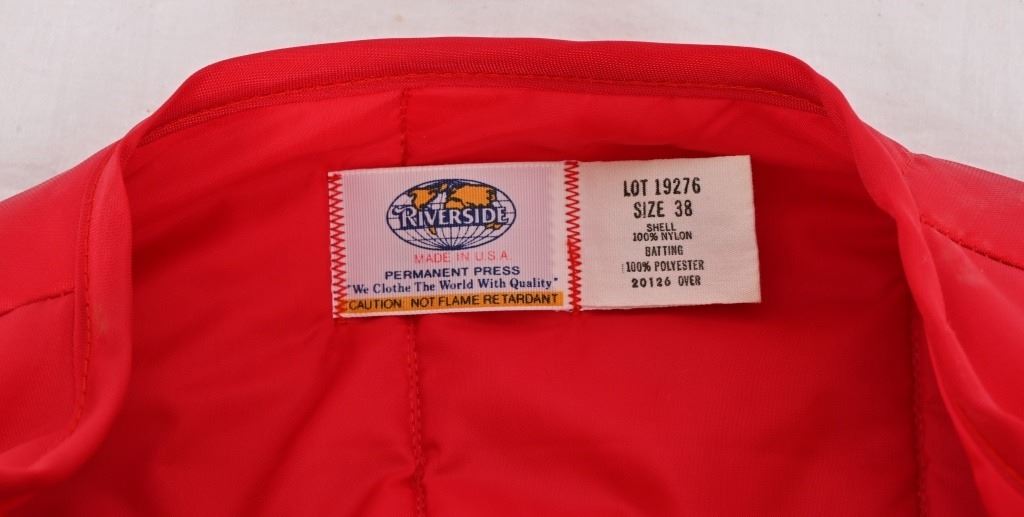 RIVERSIDE
MADE IN U.S.A.
PERMANENT PRESS
"We Clothe The World With Quality"
CAUTION: NOT FLAME RETARDANT
LOT 19276
SIZE 38
SHELL
100% NYLON
BATTING
100% POLYESTER
20126 OVER